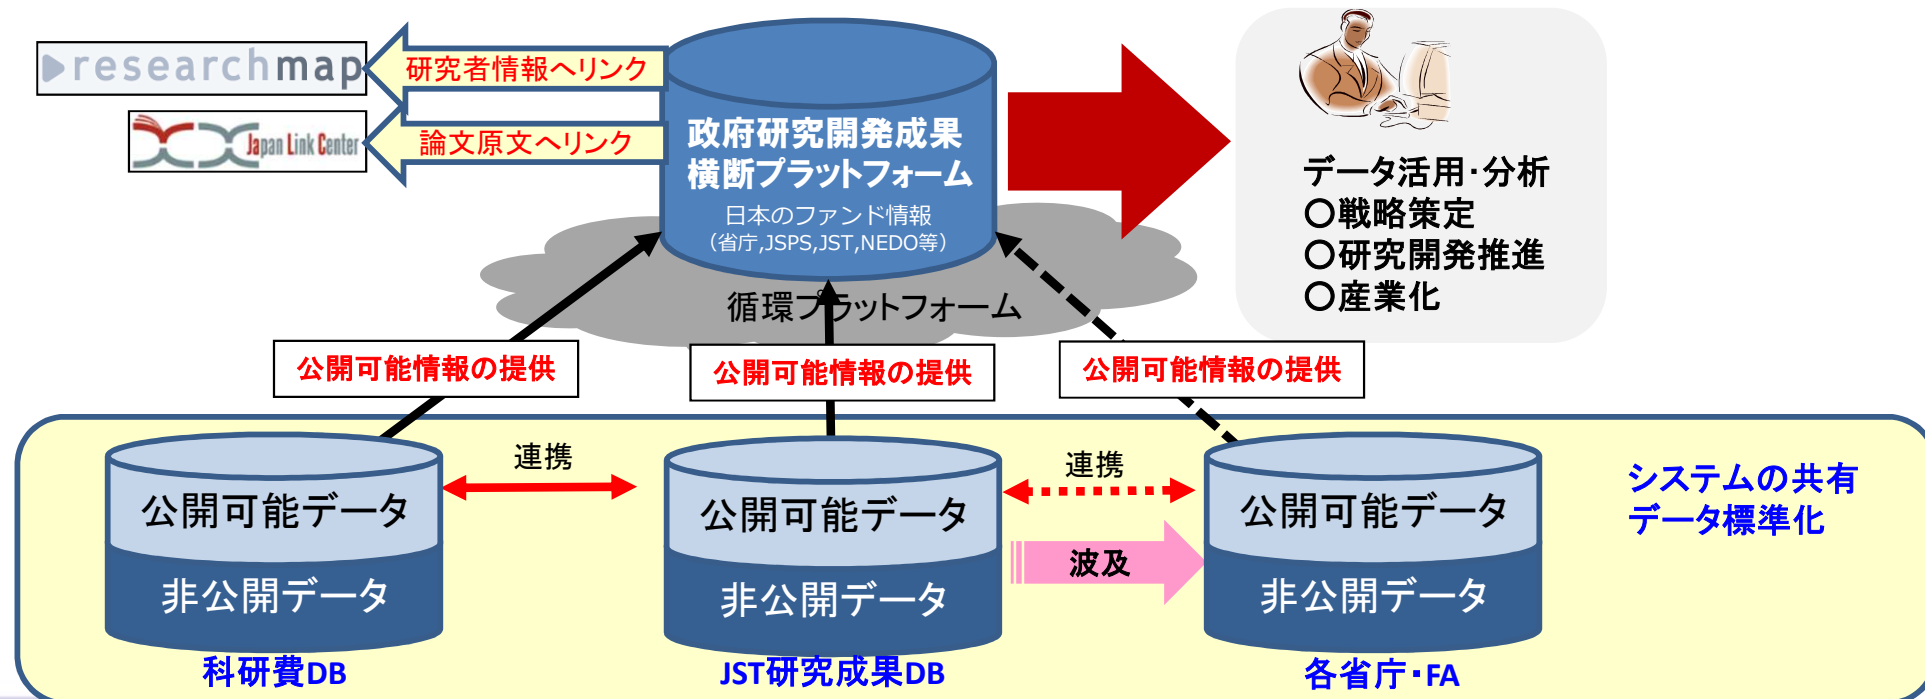 researchmap
研究者情報へリンク
Japan Link Center
論文原文へリンク
政府研究開発成果
横断プラットフォーム
日本のファンド情報
（省庁,JSPS,JST,NEDO等）
循環プラットフォーム
データ活用・分析
○戦略策定
○研究開発推進
○産業化
公開可能情報の提供
公開可能情報の提供
公開可能情報の提供
連携
連携
公開可能データ
非公開データ
科研費DB
公開可能データ
非公開データ
JST研究成果DB
波及
公開可能データ
非公開データ
各省庁・FA
システムの共有
データ標準化